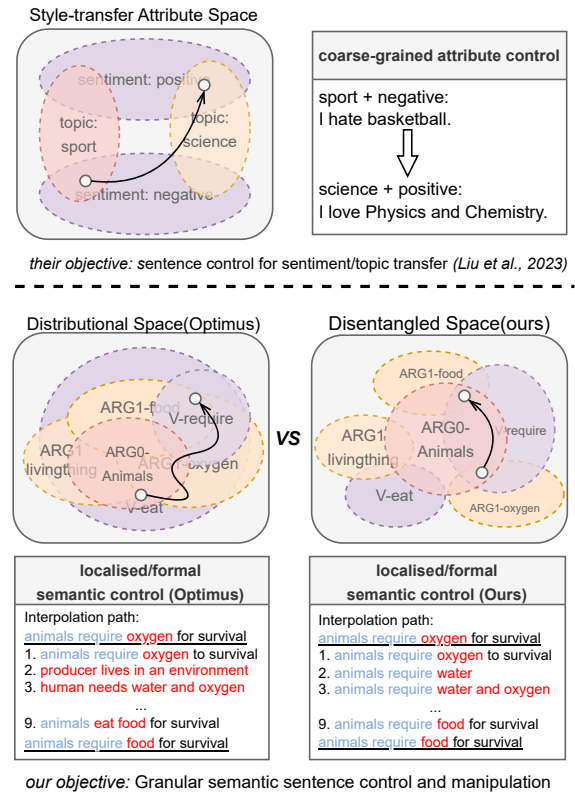 Style-transfer Attribute Space
sentiment: positive
topic:
sport
topic:
science
sentiment: negative
coarse-grained attribute control
sport + negative:
I hate basketball.
science + positive:
I love Physics and Chemistry.
their objective: sentence control for sentiment/topic transfer (Liu et al., 2023)
Distributional Space(Optimus)
ARG1-food
V-require
ARG1
livingthing
ARG0-
Animals
ARG1-oxygen
V-eat
VS
Disentangled Space(ours)
ARG1-food
V-require
ARG0-
Animals
ARG1
livingthing
V-eat
ARG1-oxygen
localised/formal
semantic control (Optimus)
Interpolation path:
animals require oxygen for survival
1. animals require oxygen to survival
2. producer lives in an environment
3. human needs water and oxygen
...
9. animals eat food for survival
animals require food for survival
localised/formal
semantic control (Ours)
Interpolation path:
animals require oxygen for survival
1. animals require oxygen to survival
2. animals require water
3. animals require water and oxygen
...
9. animals require food for survival
animals require food for survival
our objective: Granular semantic sentence control and manipulation